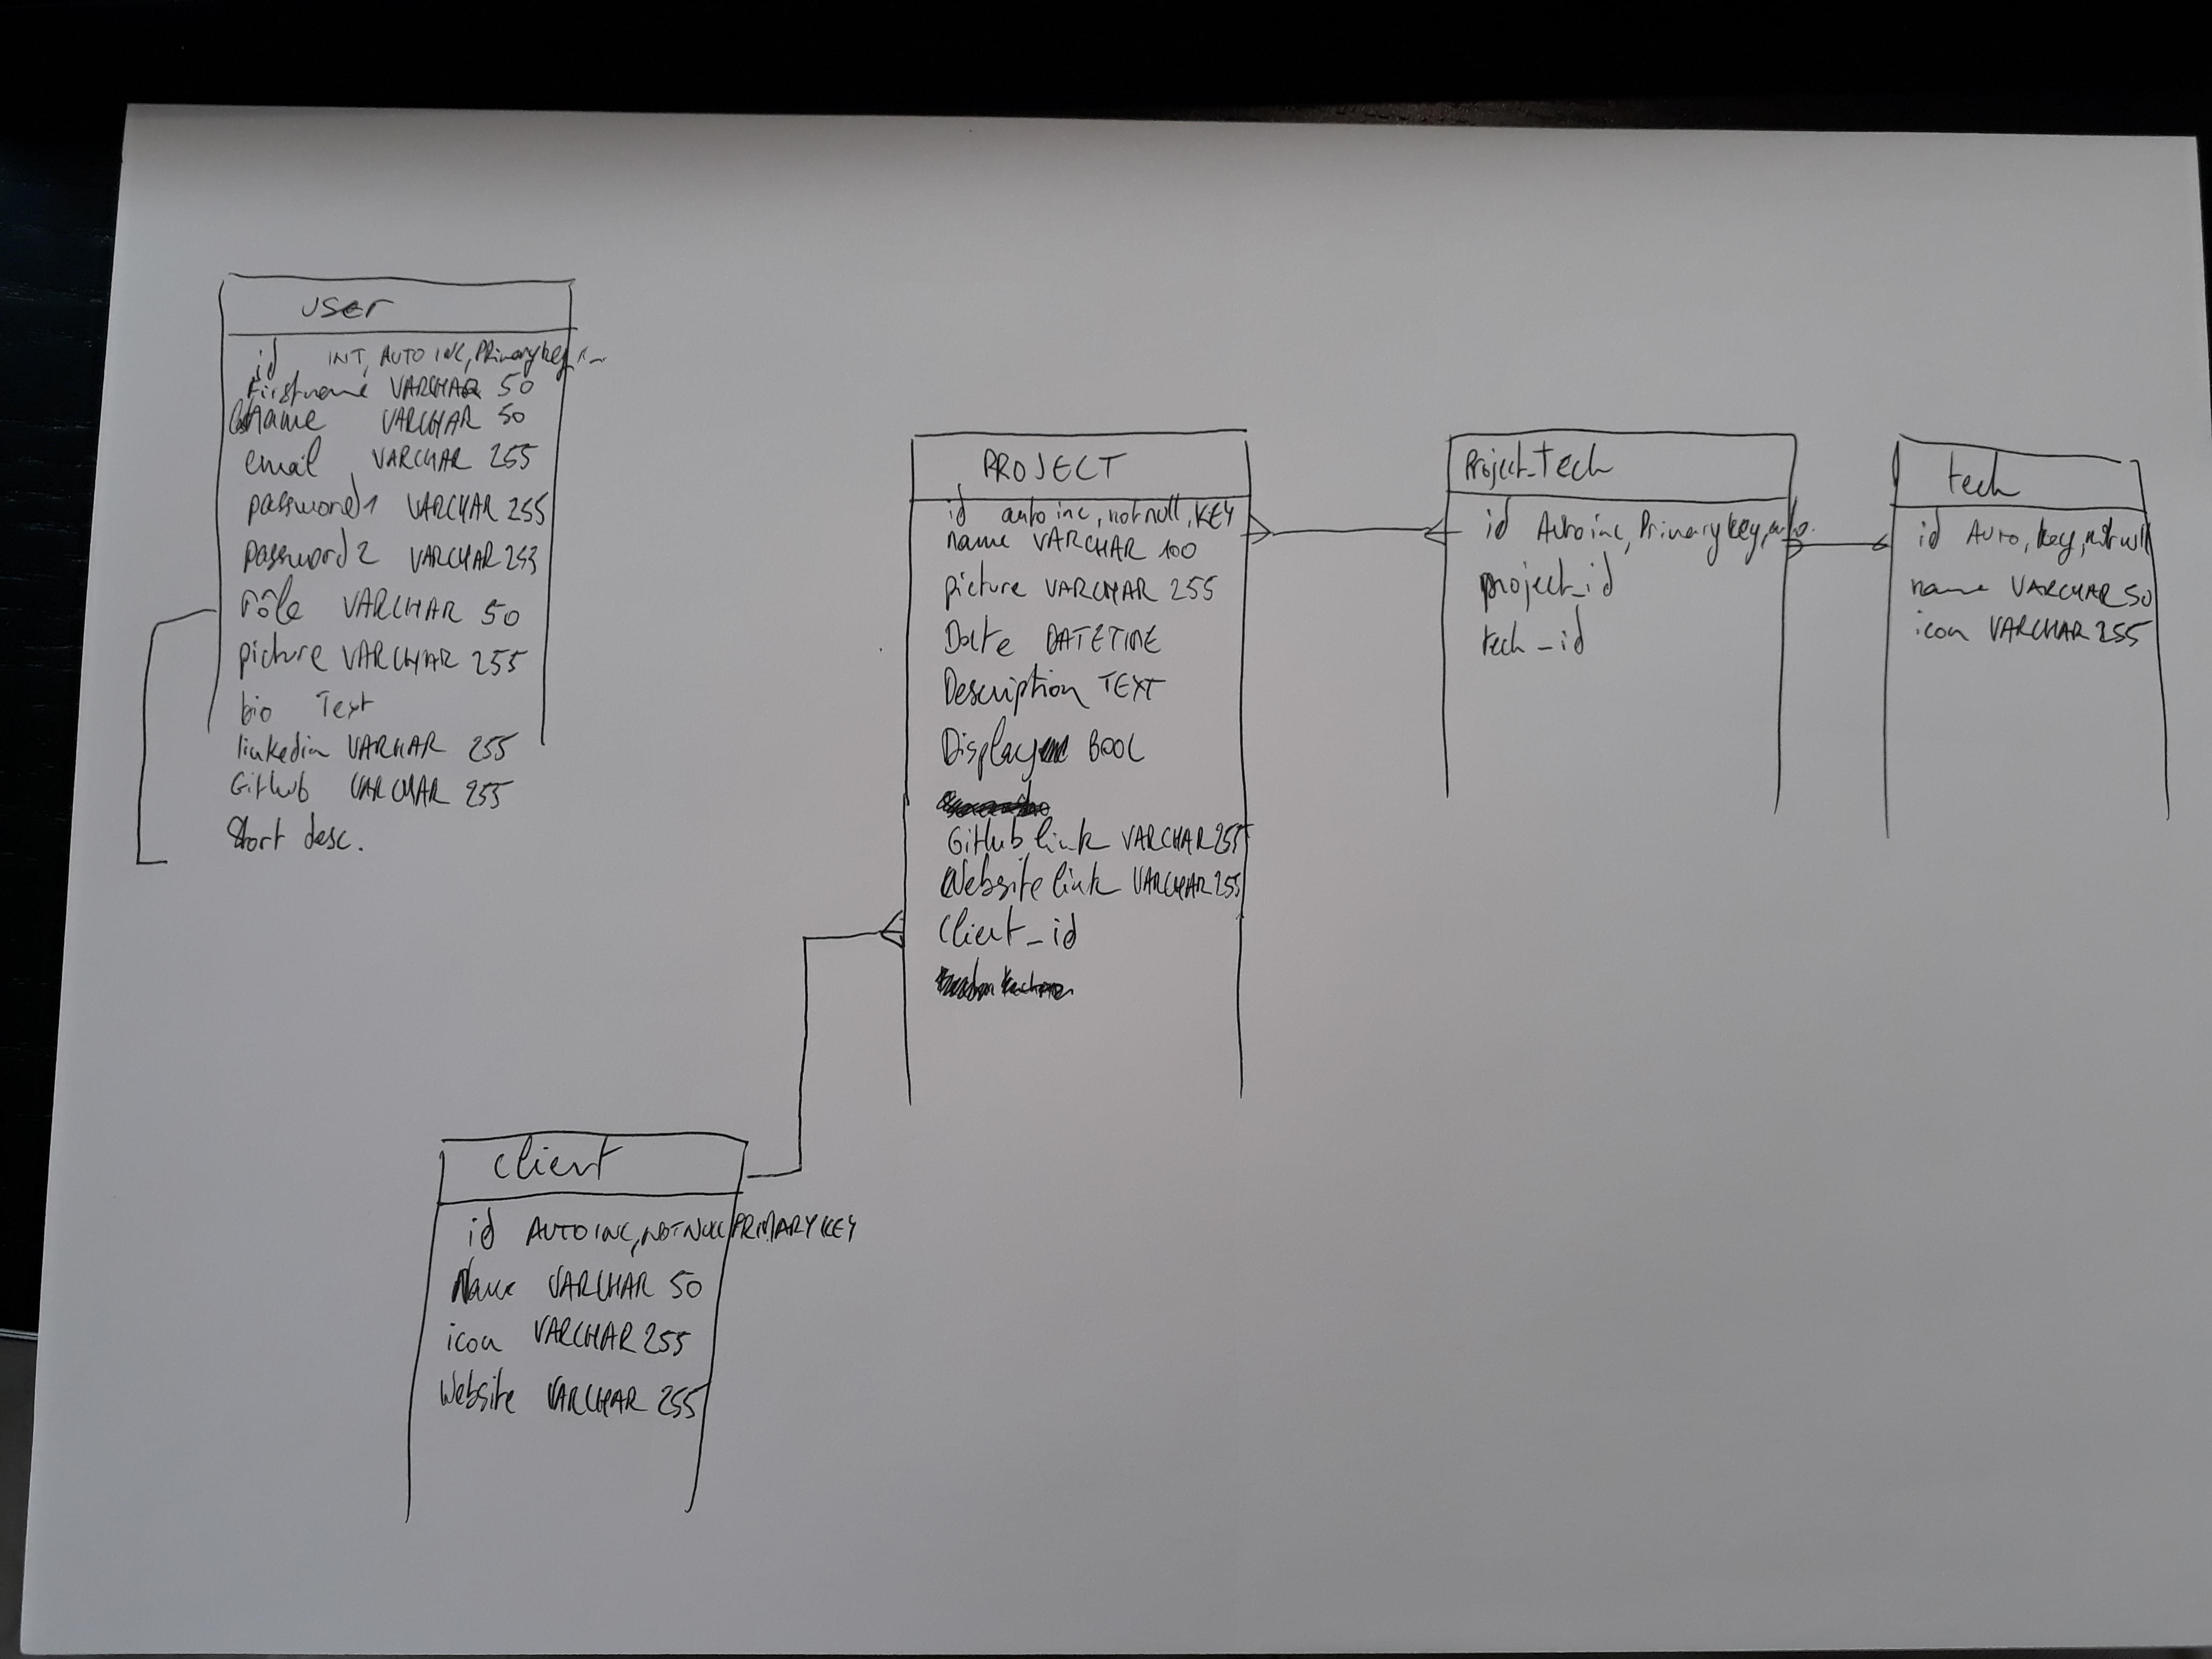 user
id INT, AUTO INC, Primary key,
Firstname VARCHAR 50
lastname VARCHAR 50
email VARCHAR 255
password1 VARCHAR 255
password2 VARCHAR 253
rôle VARCHAR 50
picture VARCHAR 255
bio Text
linkedin VARHAR 255
GitHub VARCHAR 255
Short desc.
PROJECT
id auto inc, not null, KEY
name VARCHAR 100
picture VARCHAR 255
Date DATETIME
Description TEXT
Display BOOL
GitHub link VARCHAR 255
Website link VARCHAR 255
Client_id
Project_Tech
id Auto inc, Primary key, auto.
project_id
tech_id
tech
id Auto, key, not null
name VARCHAR 50
icon VARCHAR 255
client
id AUTO INC, NOT NULL PRIMARY KEY
Name VARCHAR 50
icon VARCHAR 255
Website VARCHAR 255